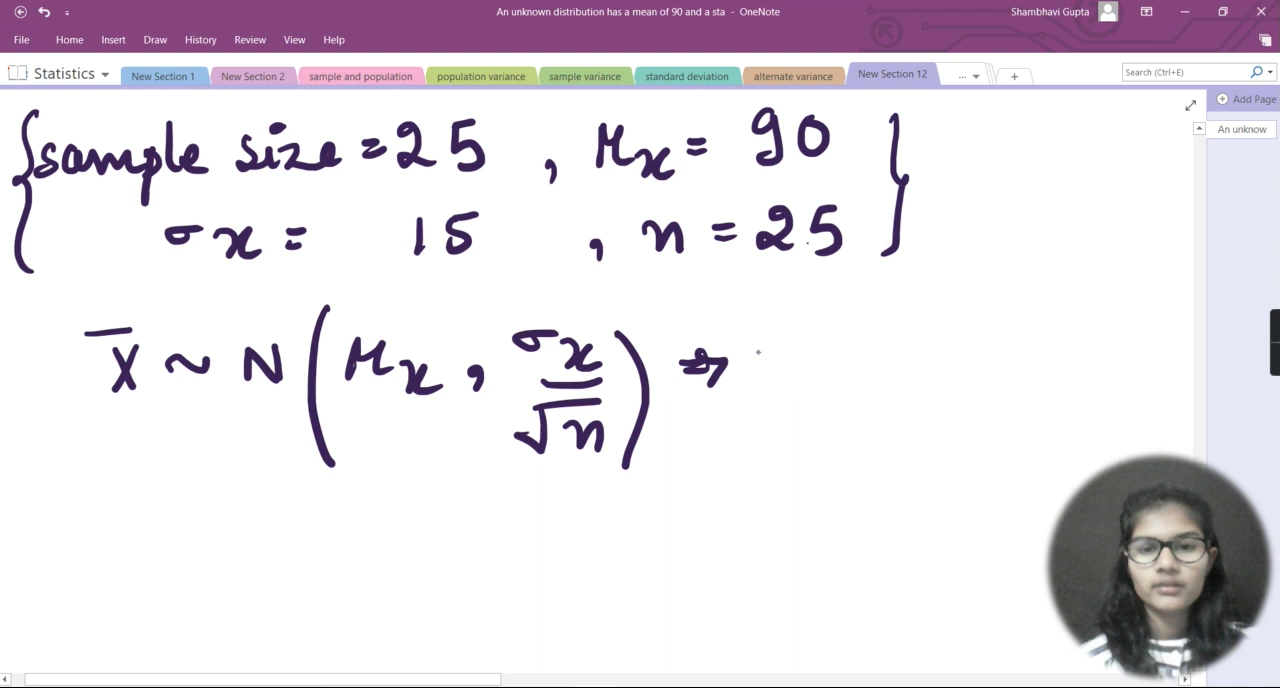 An unknown distribution has a mean of 90 and a sta - OneNote
Shambhavi Gupta
File Home Insert Draw History Review View Help
Statistics
New Section 1
New Section 2
sample and population
population variance
sample variance
standard deviation
alternate variance
New Section 12
...
+
Search (Ctrl+E)
Add Page
An unknow
{sample size = 25 , μx = 90
σx = 15 , n = 25}
X̅ ~ N (μx , σx/√n) ⇒